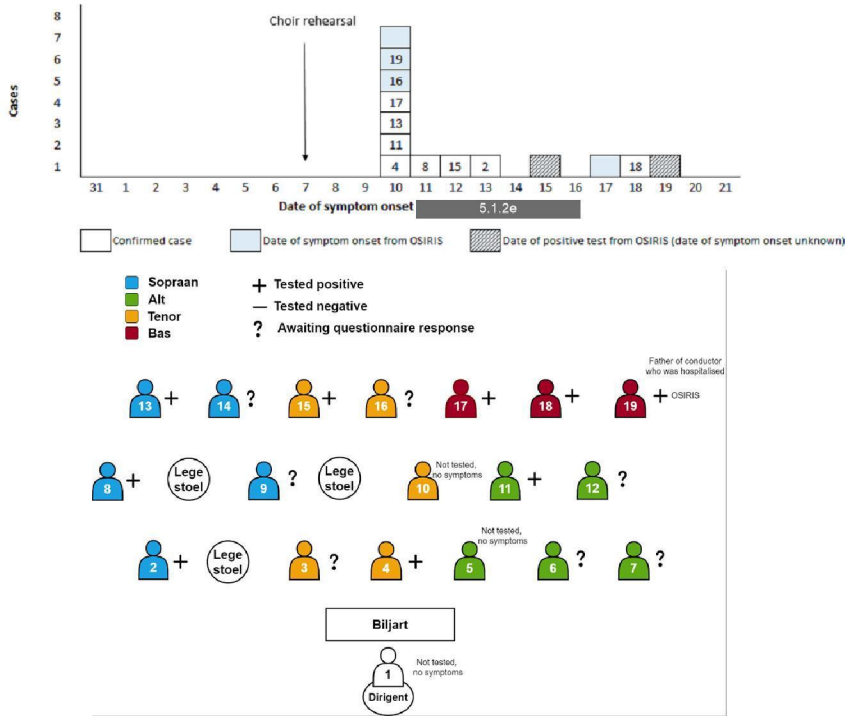 Choir rehearsal
Cases
8
7
6
5
4
3
2
1
19
16
17
13
11
4 8 15 2 18
31 1 2 3 4 5 6 7 8 9 10 11 12 13 14 15 16 17 18 19 20 21
Date of symptom onset 5.1.2e
Confirmed case Date of symptom onset from OSIRIS Date of positive test from OSIRIS (date of symptom onset unknown)
Sopraan + Tested positive
Alt — Tested negative
Tenor ? Awaiting questionnaire response
Bas
Father of conductor
who was hospitalised
13 + 14 ? 15 + 16 ? 17 + 18 + 19 + OSIRIS
Not tested,
no symptoms
8 + Lege
stoel 9 ? Lege
stoel 10 11 + 12 ?
Not tested,
no symptoms
2 + Lege
stoel 3 ? 4 + 5 6 ? 7 ?
Biljart
Not tested,
no symptoms
1
Dirigent